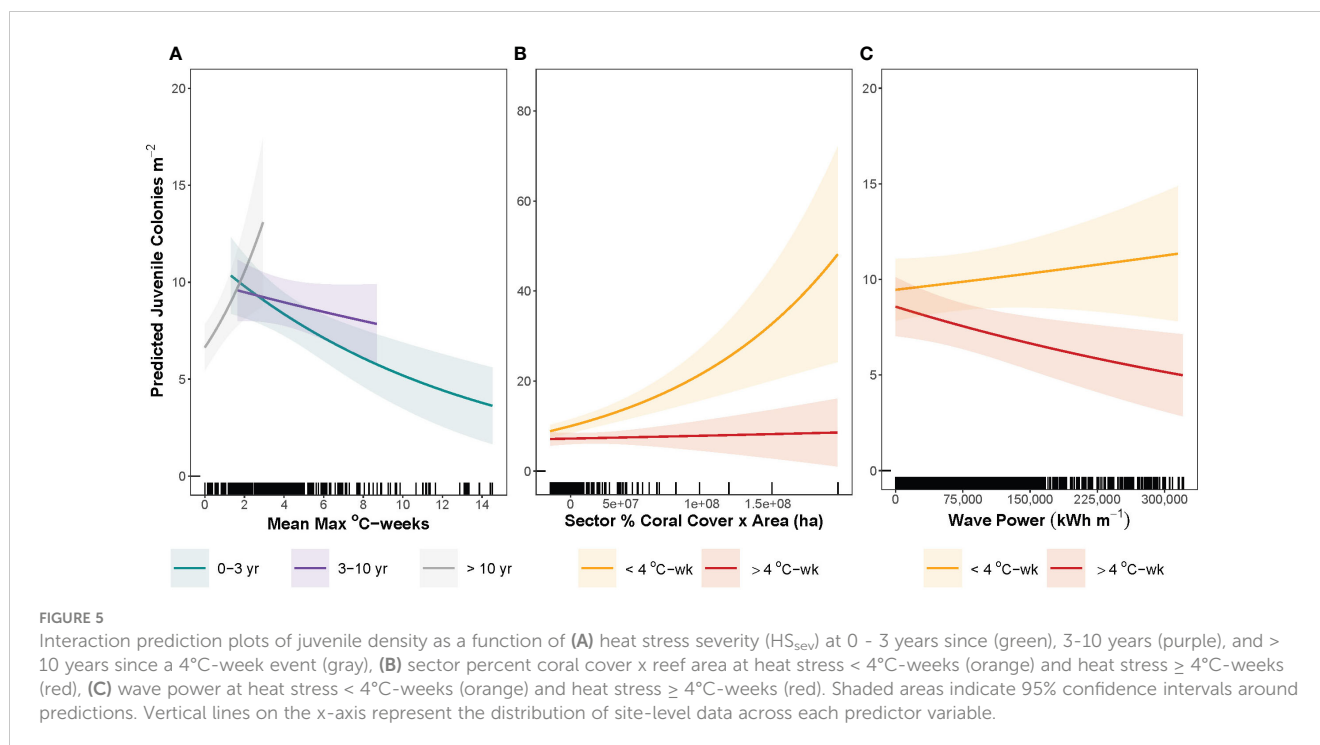 A
B
C
Predicted Juvenile Colonies m⁻²
20
15
10
5
0
0 2 4 6 8 10 12 14
Mean Max °C−weeks
80
60
40
20
0
0 5e+07 1e+08 1.5e+08
Sector % Coral Cover x Area (ha)
20
15
10
5
0
0 75,000 150,000 225,000 300,000
Wave Power (kWh m⁻¹)
0−3 yr 3−10 yr > 10 yr
< 4 °C−wk > 4 °C−wk
< 4 °C−wk > 4 °C−wk
FIGURE 5
Interaction prediction plots of juvenile density as a function of (A) heat stress severity (HSsev) at 0 - 3 years since (green), 3-10 years (purple), and >
10 years since a 4°C-week event (gray), (B) sector percent coral cover x reef area at heat stress < 4°C-weeks (orange) and heat stress ≥ 4°C-weeks
(red), (C) wave power at heat stress < 4°C-weeks (orange) and heat stress ≥ 4°C-weeks (red). Shaded areas indicate 95% confidence intervals around
predictions. Vertical lines on the x-axis represent the distribution of site-level data across each predictor variable.